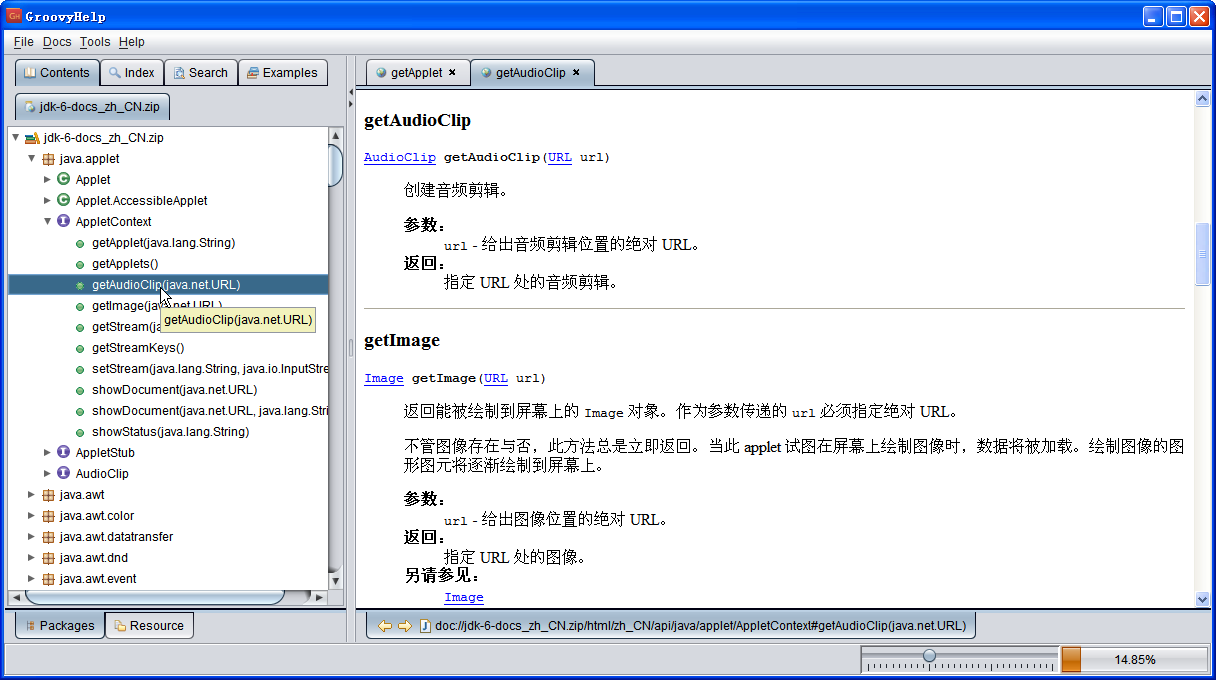 GroovyHelp
File Docs Tools Help
Contents Index Search Examples
jdk-6-docs_zh_CN.zip
jdk-6-docs_zh_CN.zip
java.applet
Applet
Applet.AccessibleApplet
AppletContext
getApplet(java.lang.String)
getApplets()
getAudioClip(java.net.URL)
getImage(java.net.URL)
getAudioClip(java.net.URL)
getStream(ja
getStreamKeys()
setStream(java.lang.String, java.io.InputStre
showDocument(java.net.URL)
showDocument(java.net.URL, java.lang.Stri
showStatus(java.lang.String)
AppletStub
AudioClip
java.awt
java.awt.color
java.awt.datatransfer
java.awt.dnd
java.awt.event
Packages Resource
getApplet getAudioClip
getAudioClip
AudioClip getAudioClip(URL url)
创建音频剪辑。
参数：
url - 给出音频剪辑位置的绝对 URL。
返回：
指定 URL 处的音频剪辑。
getImage
Image getImage(URL url)
返回能被绘制到屏幕上的 Image 对象。作为参数传递的 url 必须指定绝对 URL。
不管图像存在与否，此方法总是立即返回。当此 applet 试图在屏幕上绘制图像时，数据将被加载。绘制图像的图
形图元将逐渐绘制到屏幕上。
参数：
url - 给出图像位置的绝对 URL。
返回：
指定 URL 处的图像。
另请参见：
Image
doc://jdk-6-docs_zh_CN.zip/html/zh_CN/api/java/applet/AppletContext#getAudioClip(java.net.URL)
14.85%